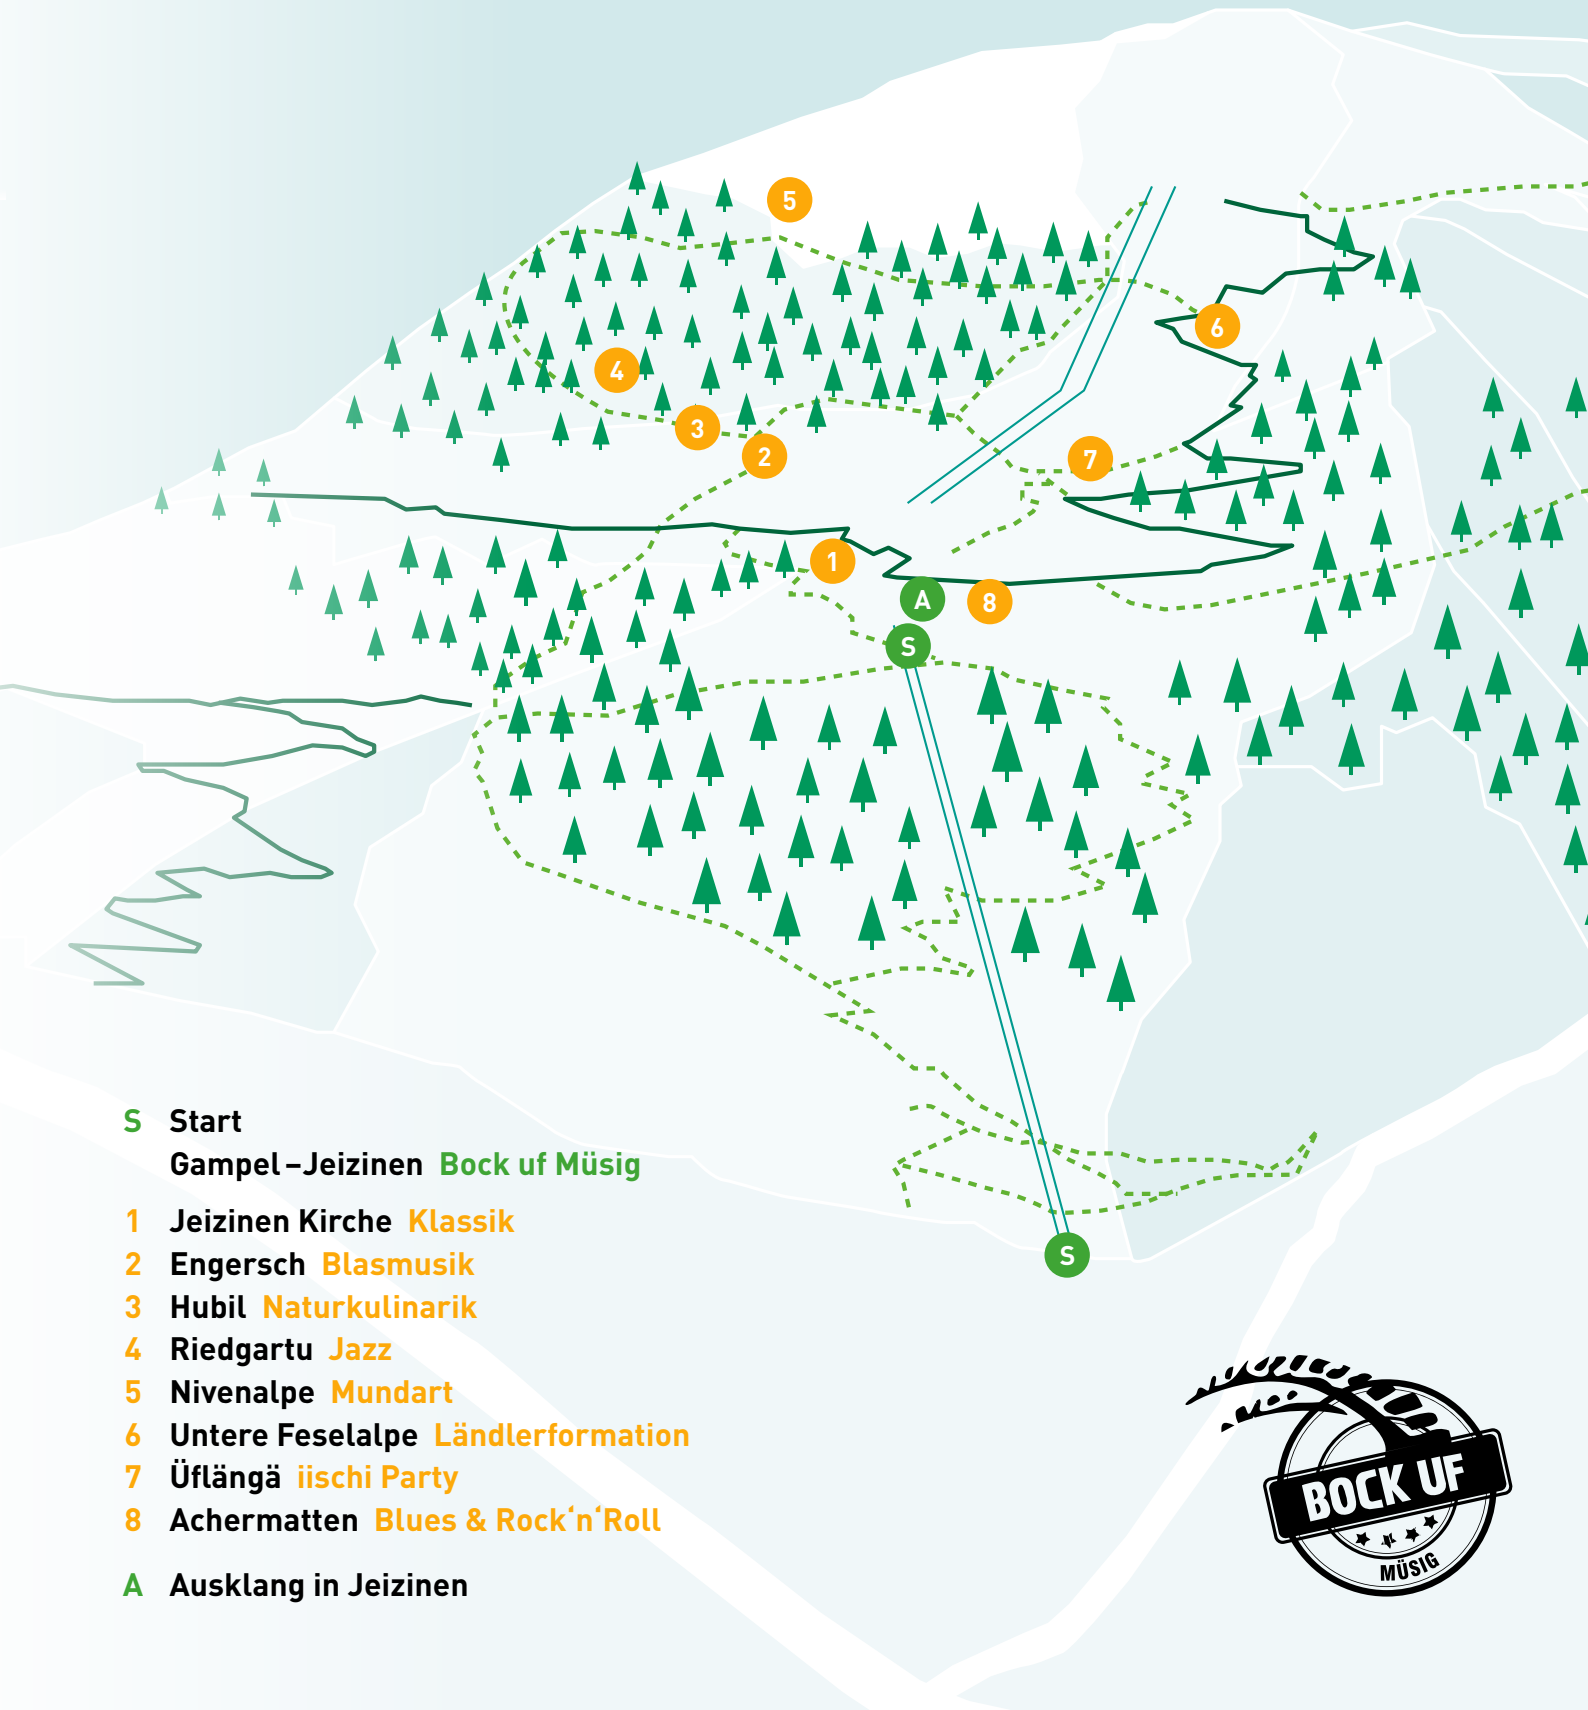 5
6
4
3
2
7
1
A
8
S
S
S Start
Gampel–Jeizinen Bock uf Müsig
1 Jeizinen Kirche Klassik
2 Engersch Blasmusik
3 Hubil Naturkulinarik
4 Riedgartu Jazz
5 Nivenalpe Mundart
6 Untere Feselalpe Ländlerformation
7 Üflängä iischi Party
8 Achermatten Blues & Rock‘n‘Roll
A Ausklang in Jeizinen
BOCK UF
MÜSIG